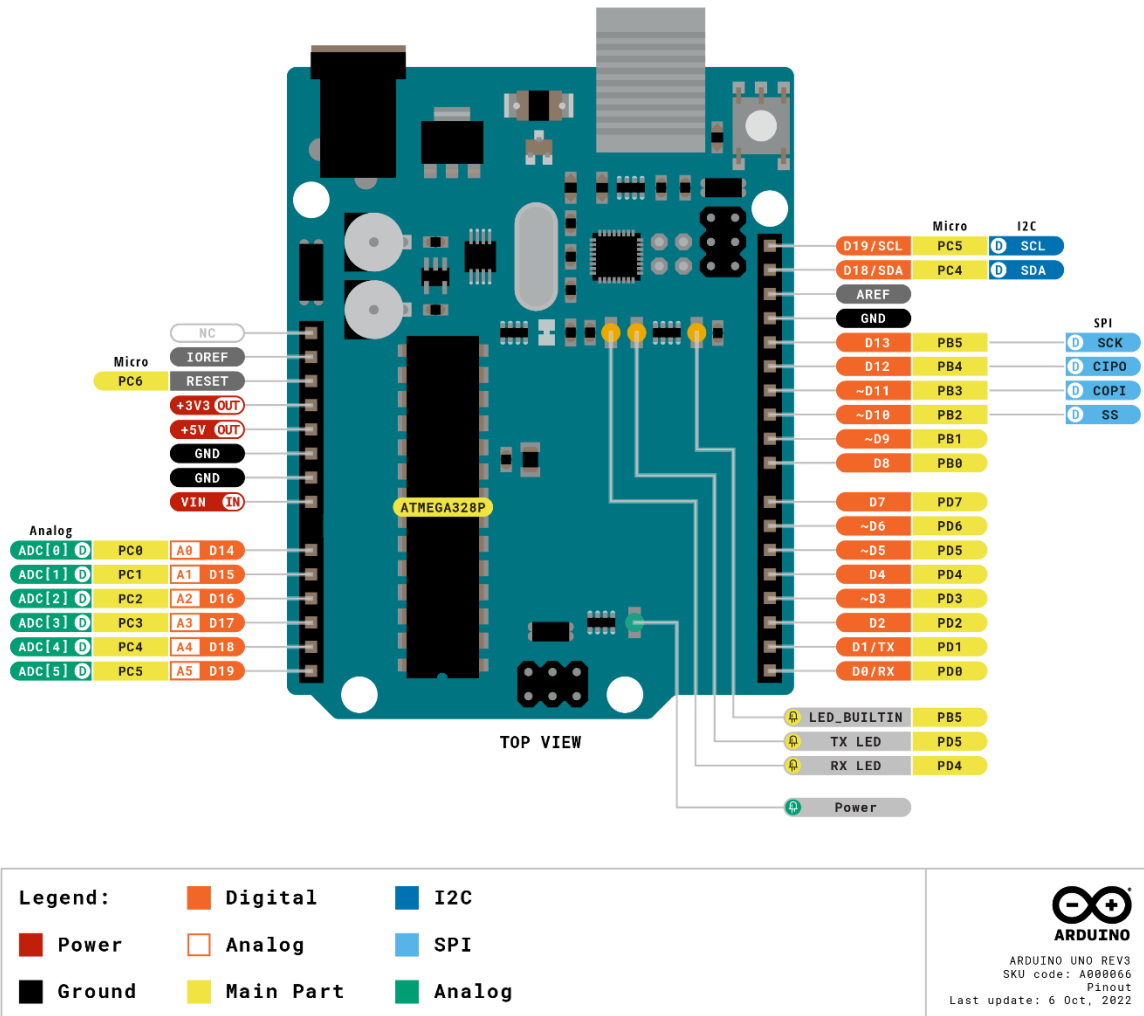 Micro I2C
D19/SCL PC5 D SCL
D18/SDA PC4 D SDA
AREF
GND
SPI
D13 PB5 D SCK
D12 PB4 D CIPO
~D11 PB3 D COPI
~D10 PB2 D SS
~D9 PB1
D8 PB0
D7 PD7
~D6 PD6
~D5 PD5
D4 PD4
~D3 PD3
D2 PD2
D1/TX PD1
D0/RX PD0
NC
IOREF
Micro
PC6 RESET
+3V3 OUT
+5V OUT
GND
GND
VIN IN
Analog
ADC[0] D PC0 A0 D14
ADC[1] D PC1 A1 D15
ADC[2] D PC2 A2 D16
ADC[3] D PC3 A3 D17
ADC[4] D PC4 A4 D18
ADC[5] D PC5 A5 D19
ATMEGA328P
LED_BUILTIN PB5
TX LED PD5
RX LED PD4
Power
TOP VIEW
Legend:
Power
Ground
Digital
Analog
Main Part
I2C
SPI
Analog
ARDUINO
ARDUINO UNO REV3
SKU code: A000066
Pinout
Last update: 6 Oct, 2022